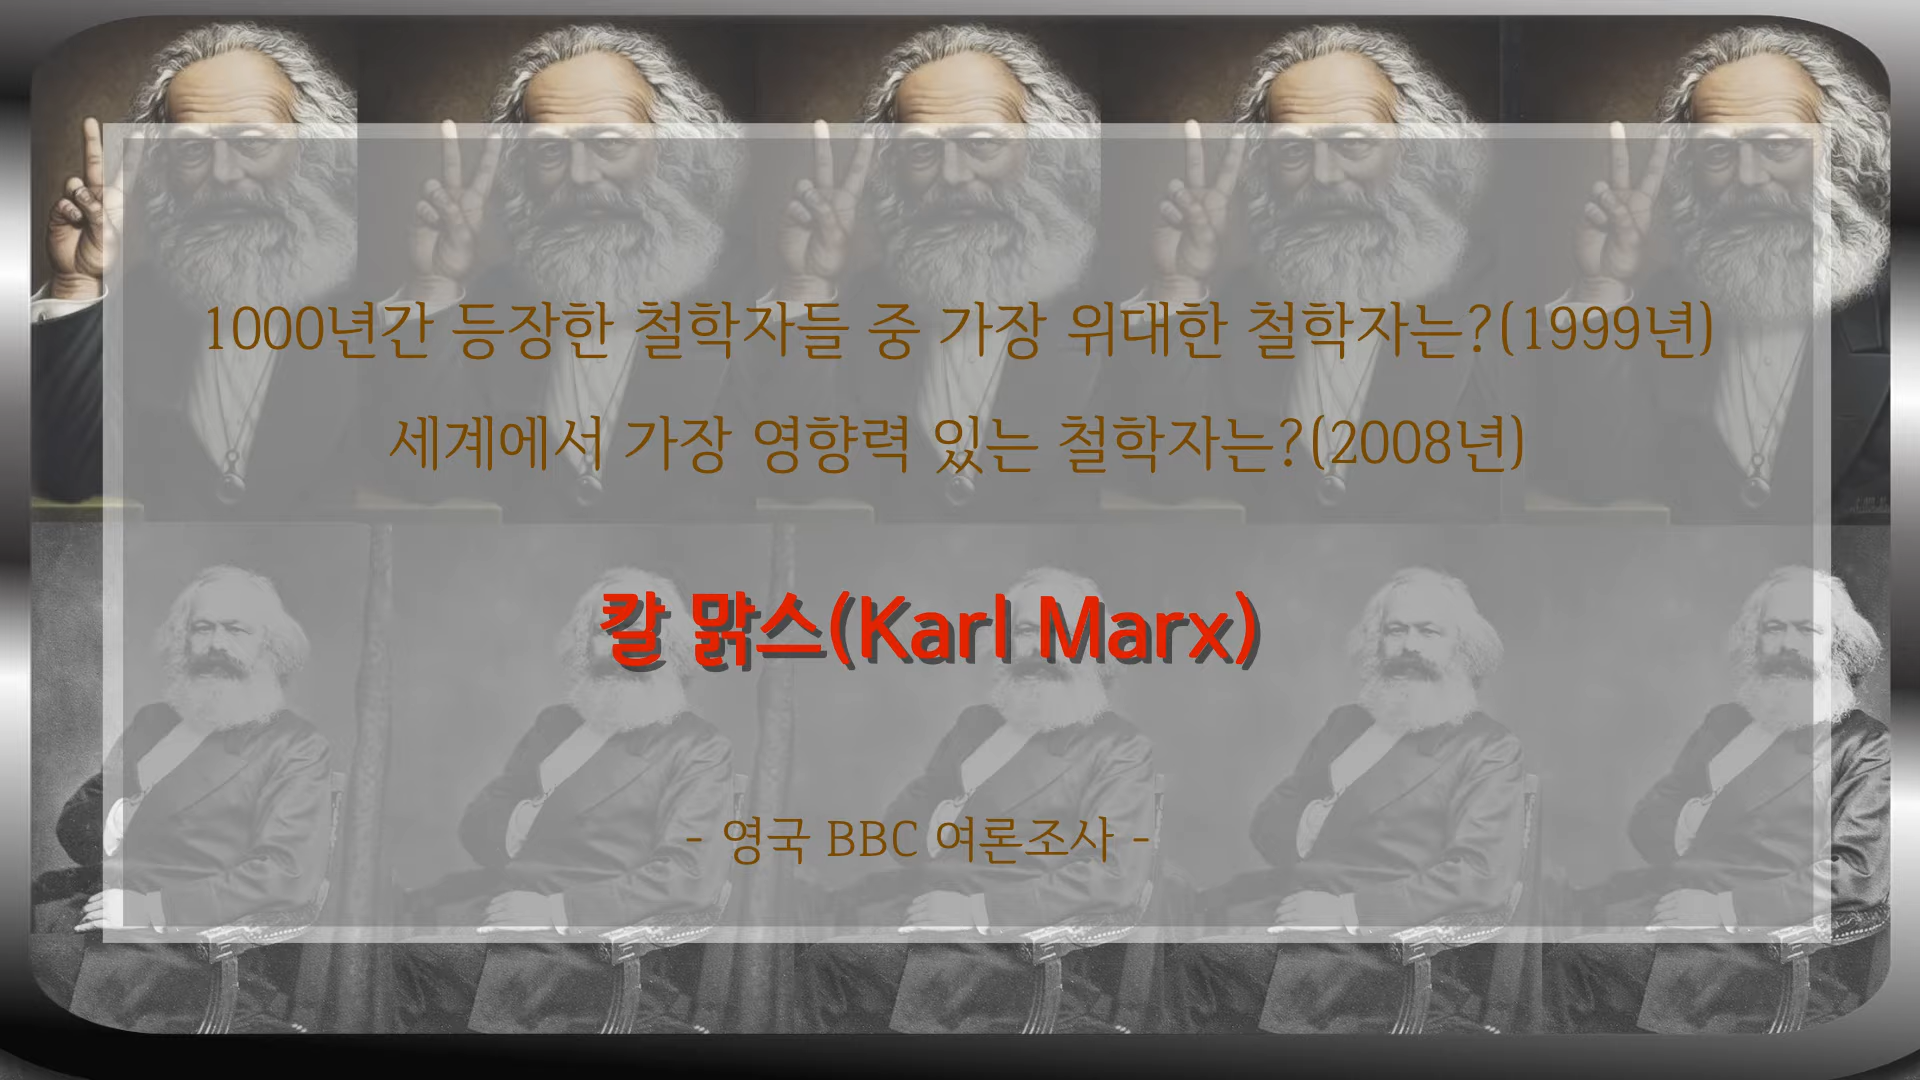 1000년간 등장한 철학자들 중 가장 위대한 철학자는?(1999년)
세계에서 가장 영향력 있는 철학자는?(2008년)
칼 맑스(Karl Marx)
- 영국 BBC 여론조사 -